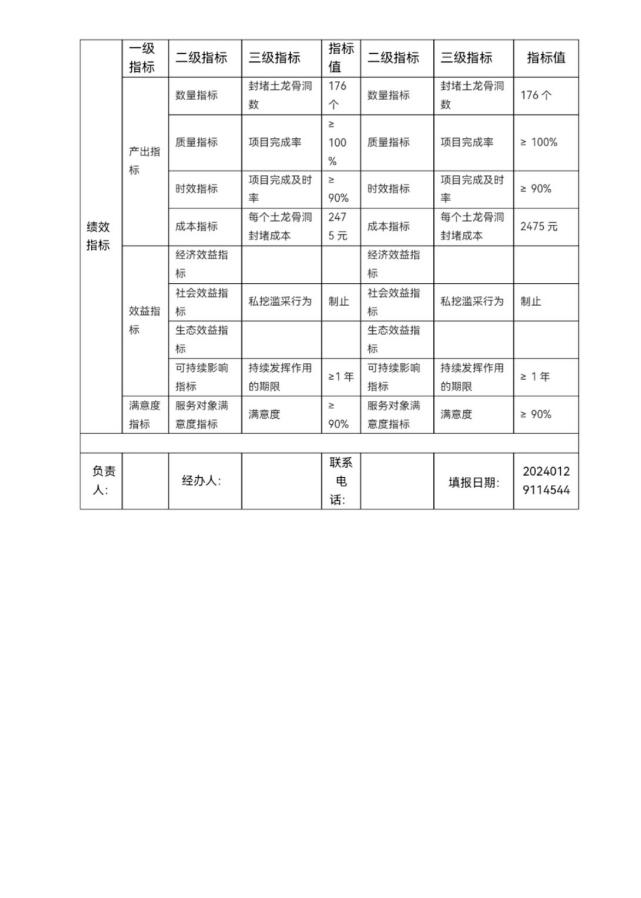 绩效指标 一级指标 二级指标 三级指标 指标值 二级指标 三级指标 指标值
产出指标 数量指标 封堵土龙骨洞数 176个 数量指标 封堵土龙骨洞数 176个
质量指标 项目完成率 ≥100% 质量指标 项目完成率 ≥ 100%
时效指标 项目完成及时率 ≥90% 时效指标 项目完成及时率 ≥ 90%
成本指标 每个土龙骨洞封堵成本 2475元 成本指标 每个土龙骨洞封堵成本 2475元
效益指标 经济效益指标 经济效益指标
社会效益指标 私挖滥采行为 制止 社会效益指标 私挖滥采行为 制止
生态效益指标 生态效益指标
可持续影响指标 持续发挥作用的期限 ≥1年 可持续影响指标 持续发挥作用的期限 ≥ 1年
满意度指标 服务对象满意度指标 满意度 ≥90% 服务对象满意度指标 满意度 ≥ 90%
负责人: 经办人: 联系电话: 填报日期: 20240129114544